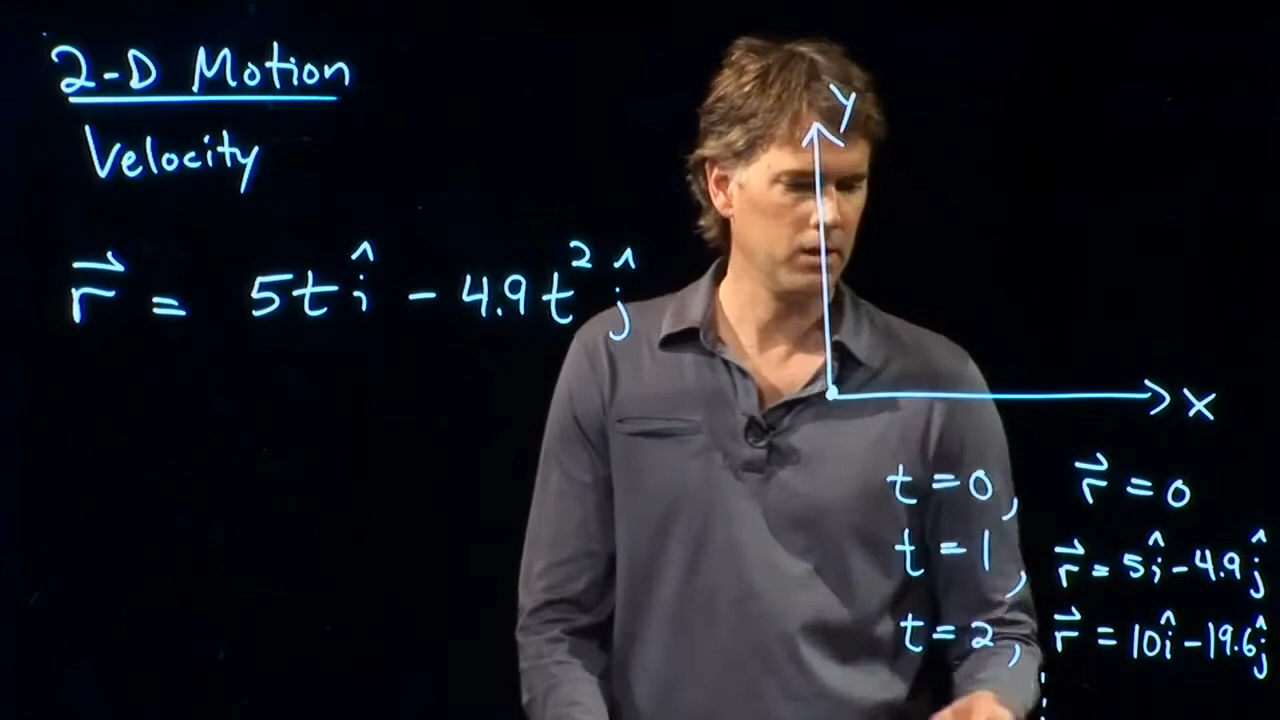 2-D Motion
Velocity
r⃗ = 5t î − 4.9t² ĵ
y
x
t = 0, r⃗ = 0
t = 1, r⃗ = 5î − 4.9ĵ
t = 2, r⃗ = 10î − 19.6ĵ